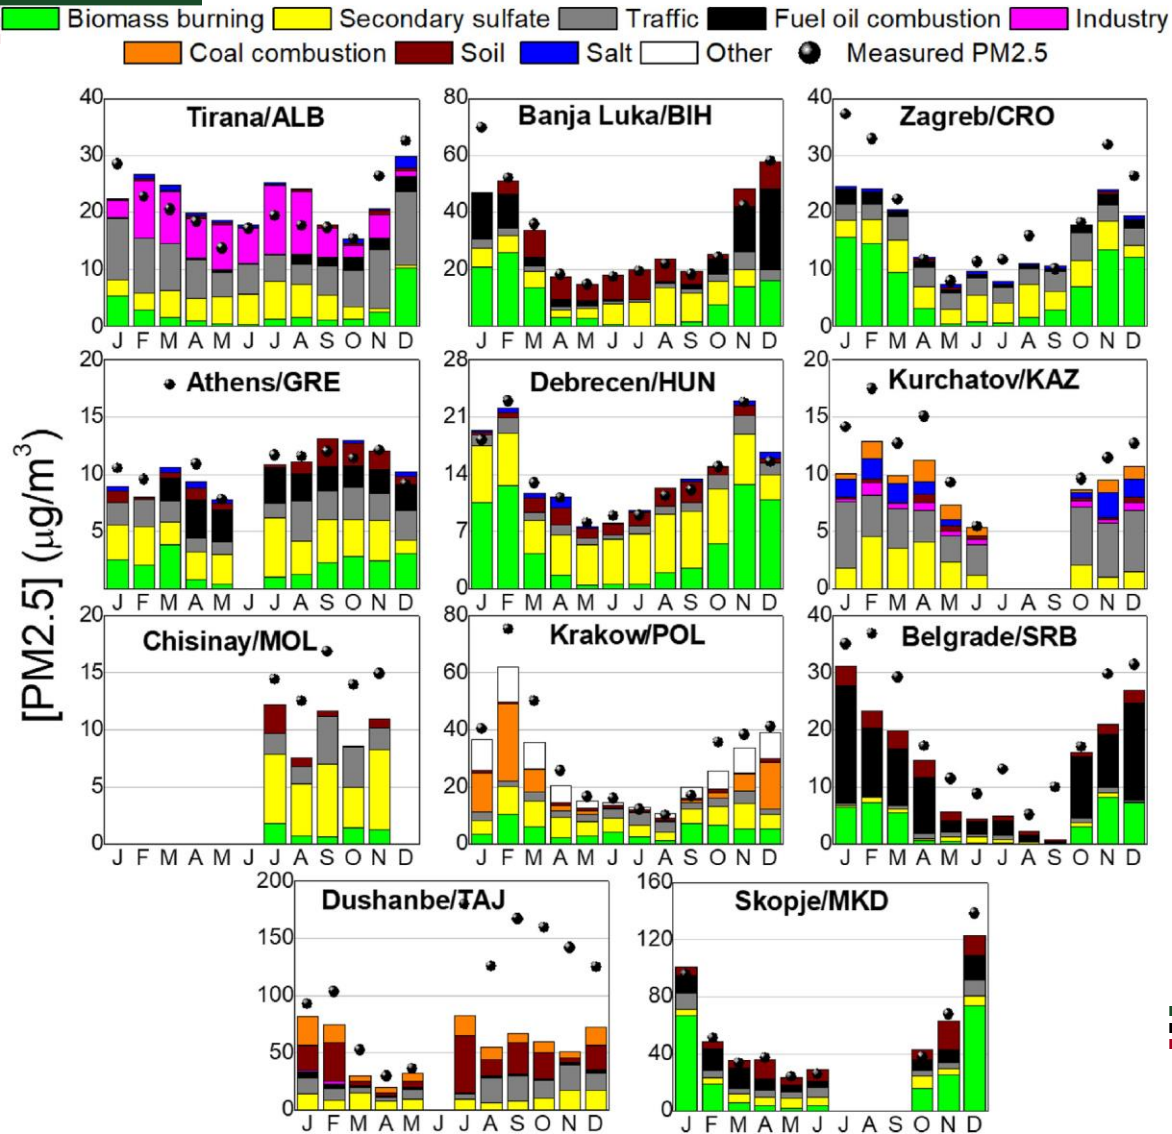 Biomass burning Secondary sulfate Traffic Fuel oil combustion Industry
Coal combustion Soil Salt Other Measured PM2.5
[PM2.5] (µg/m³)
Tirana/ALB
40
30
20
10
0
J F M A M J J A S O N D
Banja Luka/BIH
80
60
40
20
J F M A M J J A S O N D
Zagreb/CRO
40
30
20
10
0
J F M A M J J A S O N D
Athens/GRE
20
15
10
5
0
J F M A M J J A S O N D
Debrecen/HUN
28
21
14
7
0
J F M A M J J A S O N D
Kurchatov/KAZ
20
15
10
5
0
J F M A M J J A S O N D
Chisinay/MOL
20
15
10
5
0
J F M A M J J A S O N D
Krakow/POL
80
60
40
20
0
J F M A M J J A S O N D
Belgrade/SRB
40
30
20
10
0
J F M A M J J A S O N D
Dushanbe/TAJ
200
150
100
50
0
J F M A M J J A S O N D
Skopje/MKD
160
120
80
40
0
J F M A M J J A S O N D